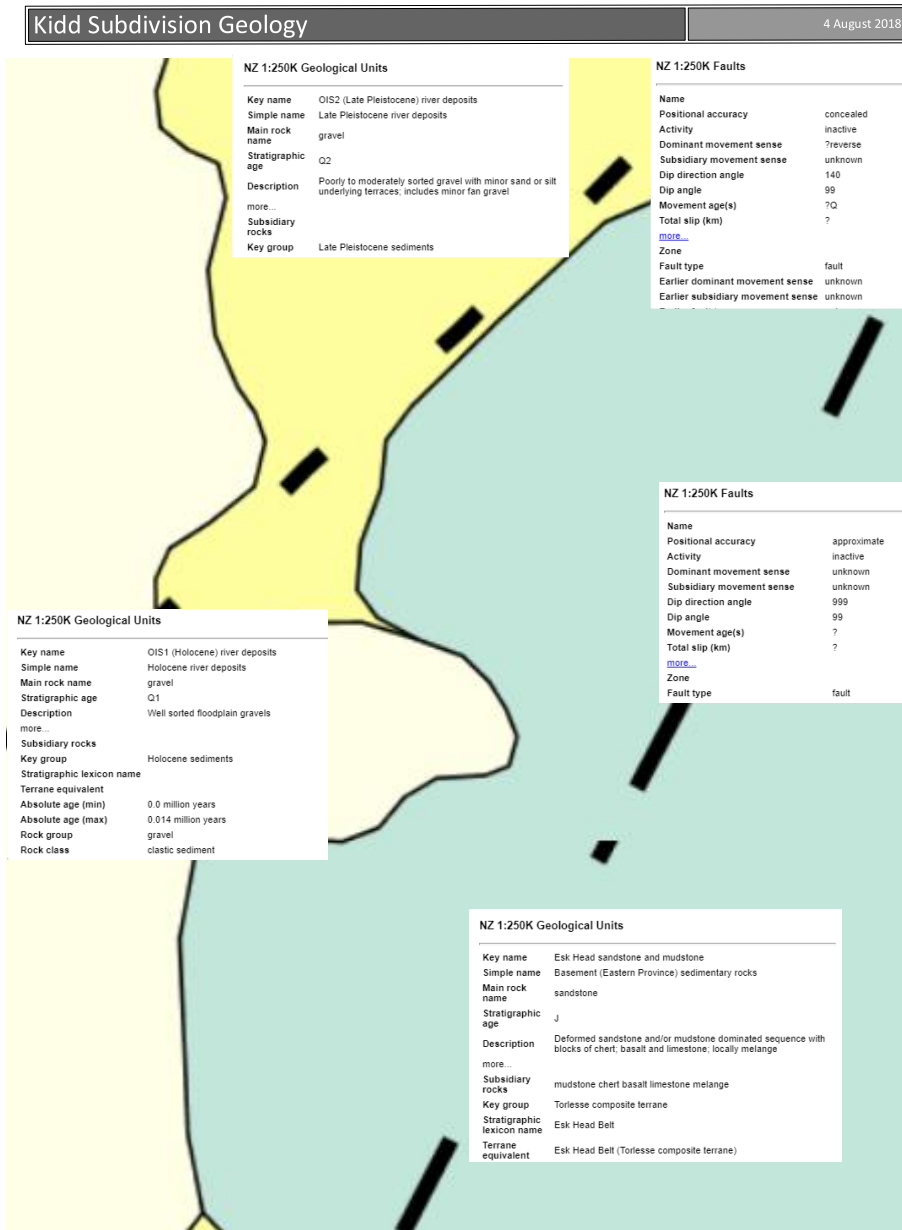 Kidd Subdivision Geology
4 August 2018
NZ 1:250K Geological Units
Key name OIS2 (Late Pleistocene) river deposits
Simple name Late Pleistocene river deposits
Main rock
name gravel
Stratigraphic
age Q2
Description Poorly to moderately sorted gravel with minor sand or silt
underlying terraces; includes minor fan gravel
more...
Subsidiary
rocks
Key group Late Pleistocene sediments
NZ 1:250K Faults
Name
Positional accuracy concealed
Activity inactive
Dominant movement sense ?reverse
Subsidiary movement sense unknown
Dip direction angle 140
Dip angle 99
Movement age(s) ?Q
Total slip (km) ?
more...
Zone
Fault type fault
Earlier dominant movement sense unknown
Earlier subsidiary movement sense unknown
NZ 1:250K Faults
Name
Positional accuracy approximate
Activity inactive
Dominant movement sense unknown
Subsidiary movement sense unknown
Dip direction angle 999
Dip angle 99
Movement age(s) ?
Total slip (km) ?
more...
Zone
Fault type fault
NZ 1:250K Geological Units
Key name OIS1 (Holocene) river deposits
Simple name Holocene river deposits
Main rock name gravel
Stratigraphic age Q1
Description Well sorted floodplain gravels
more...
Subsidiary rocks
Key group Holocene sediments
Stratigraphic lexicon name
Terrane equivalent
Absolute age (min) 0.0 million years
Absolute age (max) 0.014 million years
Rock group gravel
Rock class clastic sediment
NZ 1:250K Geological Units
Key name Esk Head sandstone and mudstone
Simple name Basement (Eastern Province) sedimentary rocks
Main rock
name sandstone
Stratigraphic
age J
Description Deformed sandstone and/or mudstone dominated sequence with
blocks of chert; basalt and limestone; locally melange
more...
Subsidiary
rocks mudstone chert basalt limestone melange
Key group Torlesse composite terrane
Stratigraphic
lexicon name Esk Head Belt
Terrane
equivalent Esk Head Belt (Torlesse composite terrane)